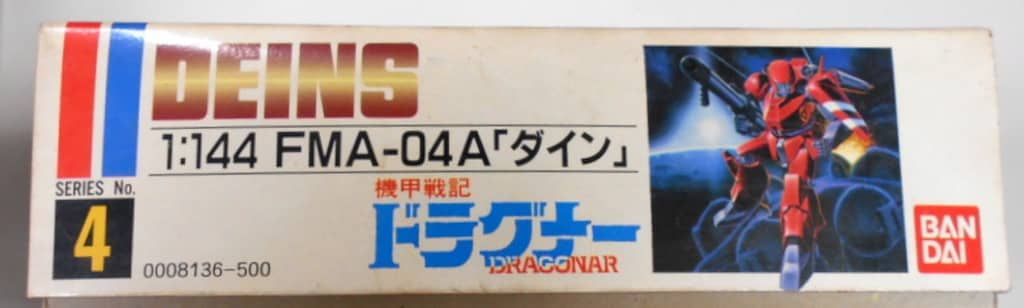 DEINS
1:144 FMA-04A「ダイン」
SERIES No.
4
0008136-500
機甲戦記
ドラグナー
DRAGONAR
BAN
DAI